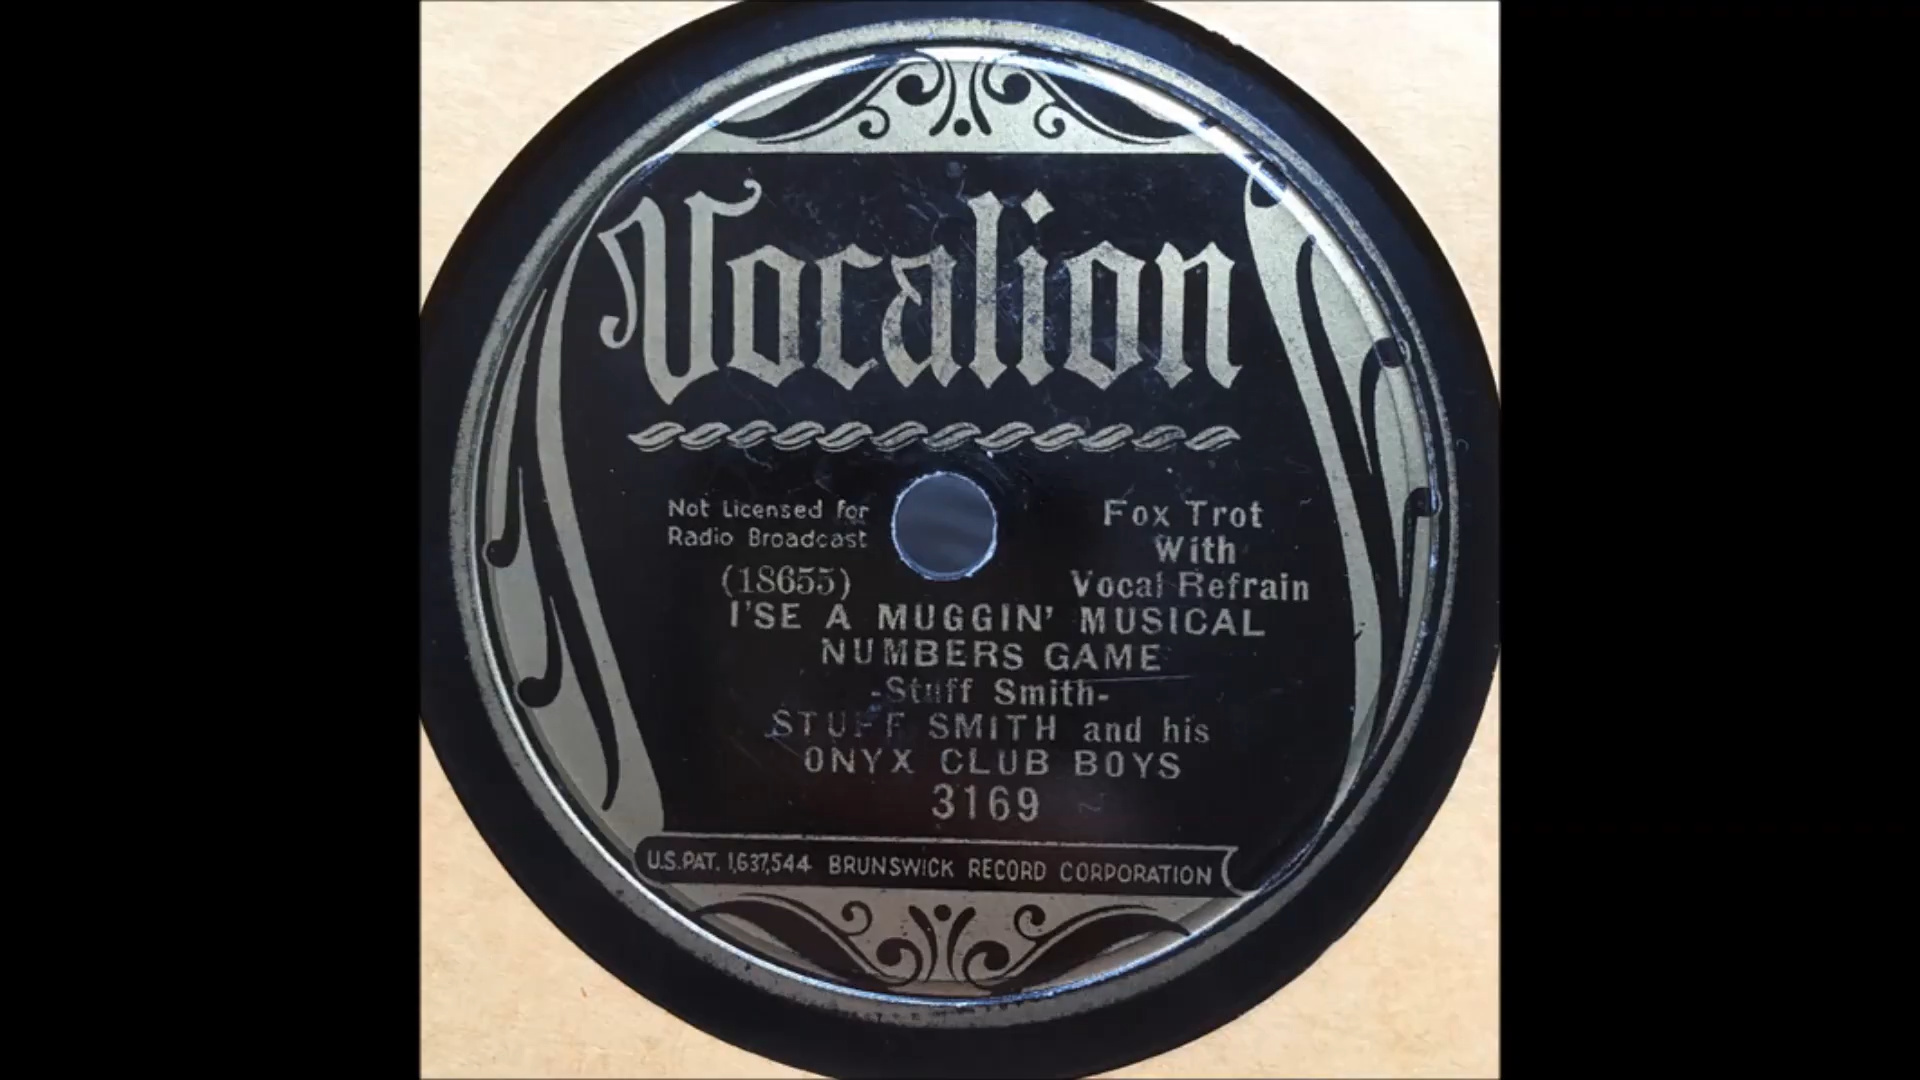 Vocalion
Not Licensed for
Radio Broadcast
(18655)
Fox Trot
With
Vocal Refrain
I'SE A MUGGIN' MUSICAL
NUMBERS GAME
-Stuff Smith-
STUFF SMITH and his
ONYX CLUB BOYS
3169
U.S.PAT. 1,637,544 BRUNSWICK RECORD CORPORATION